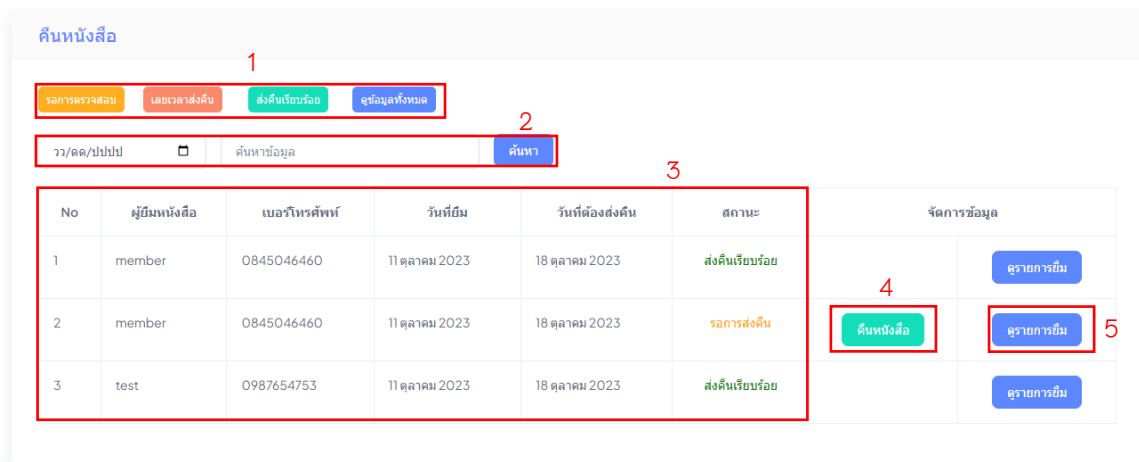 คืนหนังสือ
1
รอการตรวจสอบ เลยเวลาส่งคืน ส่งคืนเรียบร้อย ดูข้อมูลทั้งหมด
2
วว/ดด/ปปปป ค้นหาข้อมูล ค้นหา
3
No ผู้ยืมหนังสือ เบอร์โทรศัพท์ วันที่ยืม วันที่ต้องส่งคืน สถานะ จัดการข้อมูล
1 member 0845046460 11 ตุลาคม 2023 18 ตุลาคม 2023 ส่งคืนเรียบร้อย ดูรายการยืม
4
2 member 0845046460 11 ตุลาคม 2023 18 ตุลาคม 2023 รอการส่งคืน คืนหนังสือ ดูรายการยืม 5
3 test 0987654753 11 ตุลาคม 2023 18 ตุลาคม 2023 ส่งคืนเรียบร้อย ดูรายการยืม